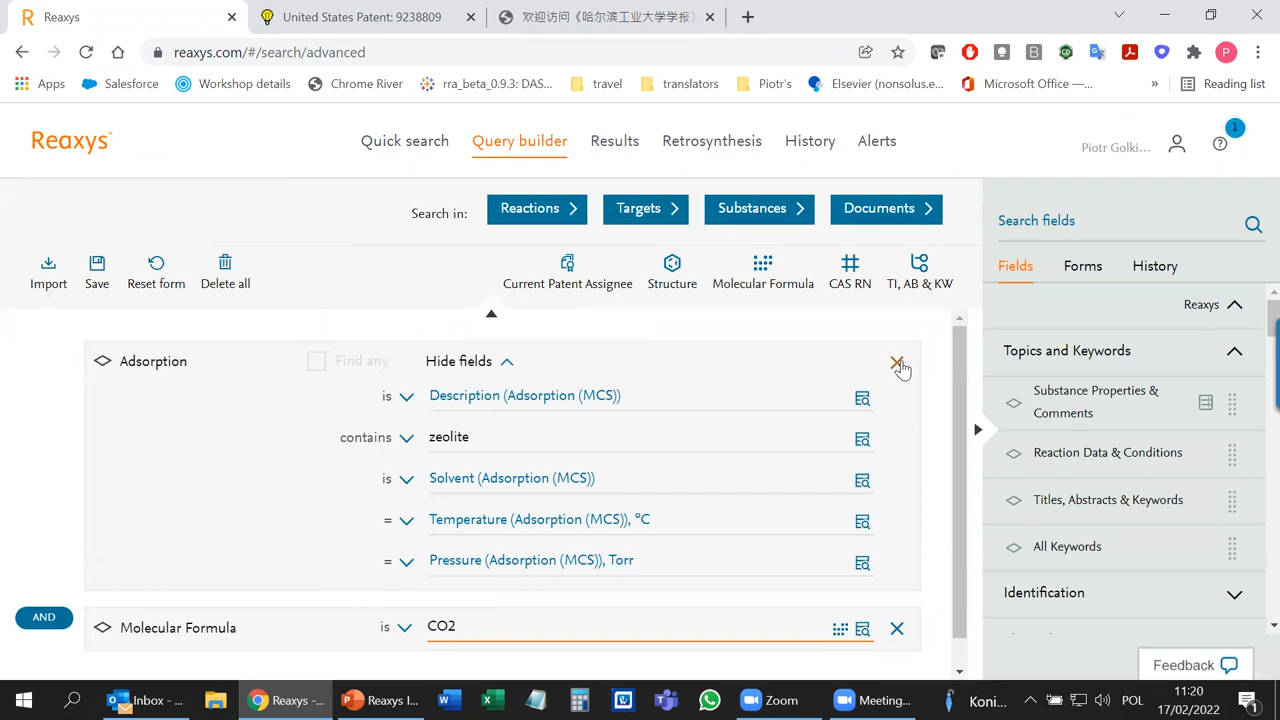 Reaxys
United States Patent: 9238809
欢迎访问《哈尔滨工业大学学报》
reaxys.com/#/search/advanced
P
Apps
Salesforce
Workshop details
Chrome River
rra_beta_0.9.3: DAS...
travel
translators
Piotr's
Elsevier (nonsolus.e...
Microsoft Office —...
»
Reading list
Reaxys
Quick search
Query builder
Results
Retrosynthesis
History
Alerts
Piotr Golki...
1
Search in:
Reactions
Targets
Substances
Documents
Search fields
Import
Save
Reset form
Delete all
Current Patent Assignee
Structure
Molecular Formula
CAS RN
TI, AB & KW
Fields
Forms
History
Reaxys
Adsorption
Find any
Hide fields
is
Description (Adsorption (MCS))
contains
zeolite
is
Solvent (Adsorption (MCS))
=
Temperature (Adsorption (MCS)), °C
=
Pressure (Adsorption (MCS)), Torr
AND
Molecular Formula
is
CO2
Topics and Keywords
Substance Properties &
Comments
Reaction Data & Conditions
Titles, Abstracts & Keywords
All Keywords
Identification
Feedback
Inbox - ...
Reaxys -...
Reaxys I...
Zoom
Meeting...
Koni...
POL
11:20
17/02/2022
1